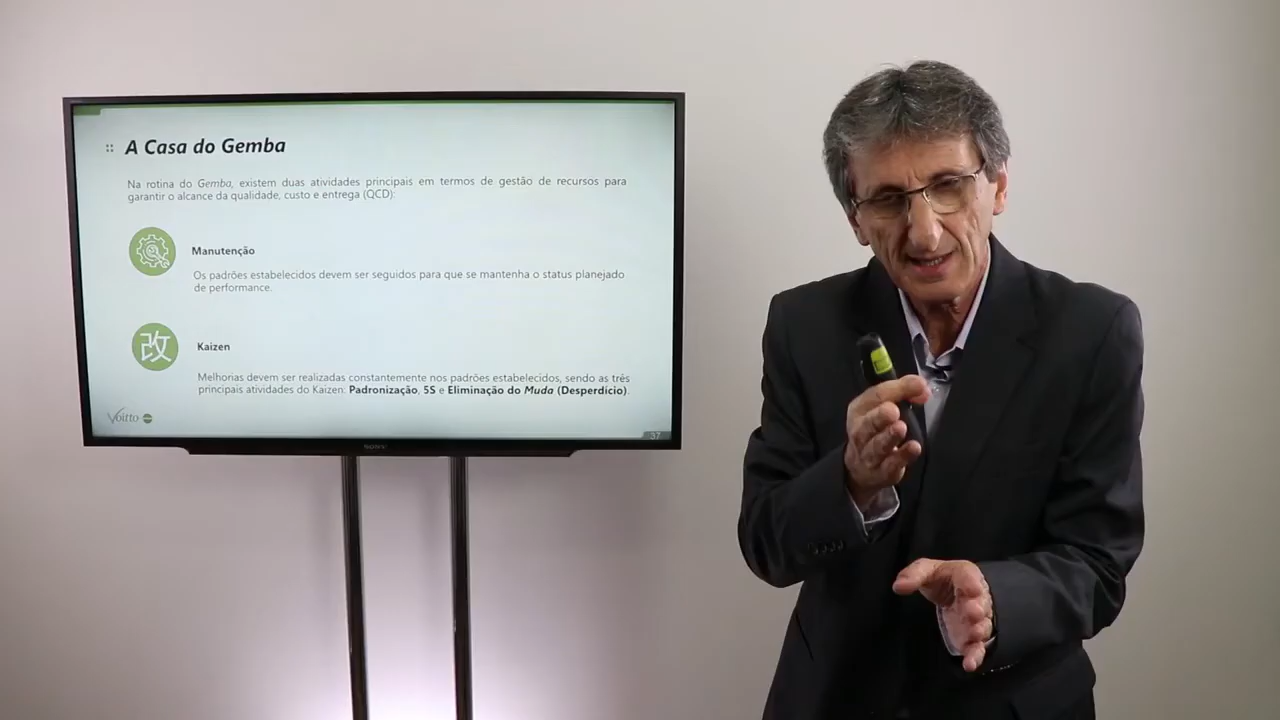 A Casa do Gemba
Na rotina do Gemba, existem duas atividades principais em termos de gestão de recursos para
garantir o alcance da qualidade, custo e entrega (QCD):
Manutenção
Os padrões estabelecidos devem ser seguidos para que se mantenha o status planejado
de performance.
改
Kaizen
Melhorias devem ser realizadas constantemente nos padrões estabelecidos, sendo as três
principais atividades do Kaizen: Padronização, 5S e Eliminação do Muda (Desperdício).
Voitto
37
SONY